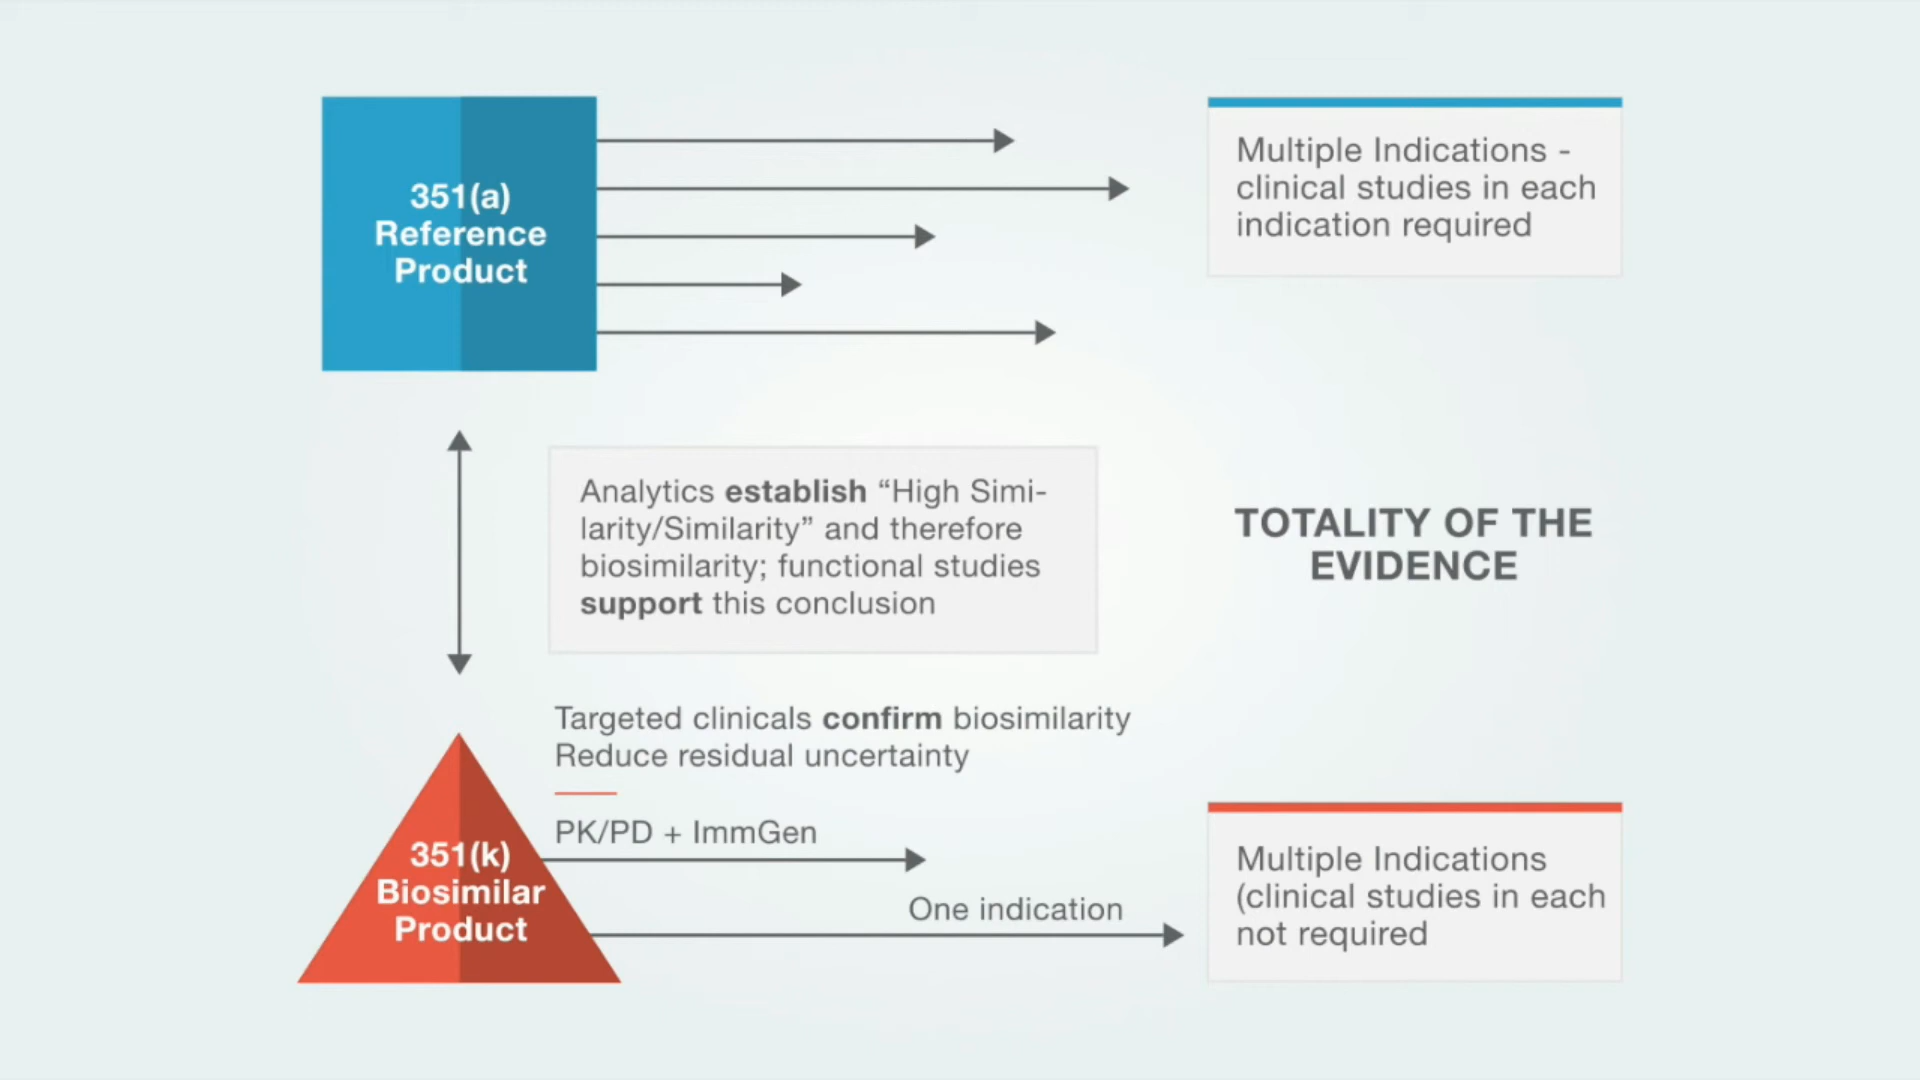 351(a)
Reference
Product
Multiple Indications -
clinical studies in each
indication required
Analytics establish “High Simi-
larity/Similarity” and therefore
biosimilarity; functional studies
support this conclusion
TOTALITY OF THE
EVIDENCE
Targeted clinicals confirm biosimilarity
Reduce residual uncertainty
PK/PD + ImmGen
351(k)
Biosimilar
Product
One indication
Multiple Indications
(clinical studies in each
not required